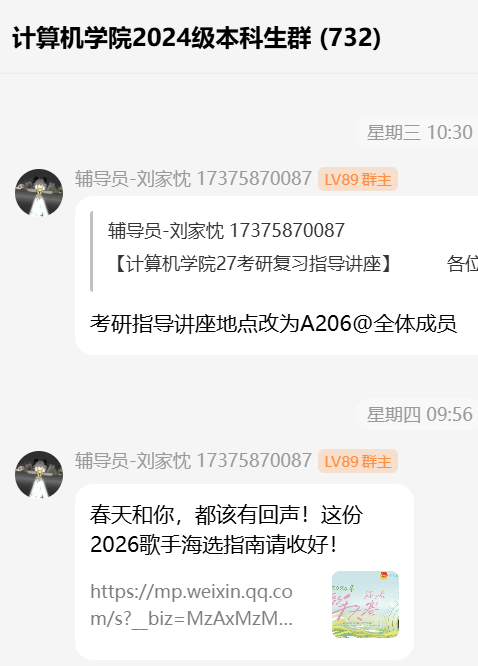 计算机学院2024级本科生群 (732)
星期三 10:30
辅导员-刘家忱 17375870087 LV89 群主
辅导员-刘家忱 17375870087
【计算机学院27考研复习指导讲座】 各位
考研指导讲座地点改为A206@全体成员
星期四 09:56
辅导员-刘家忱 17375870087 LV89 群主
春天和你，都该有回声！这份
2026歌手海选指南请收好！
https://mp.weixin.qq.co
m/s?__biz=MzAxMzM...